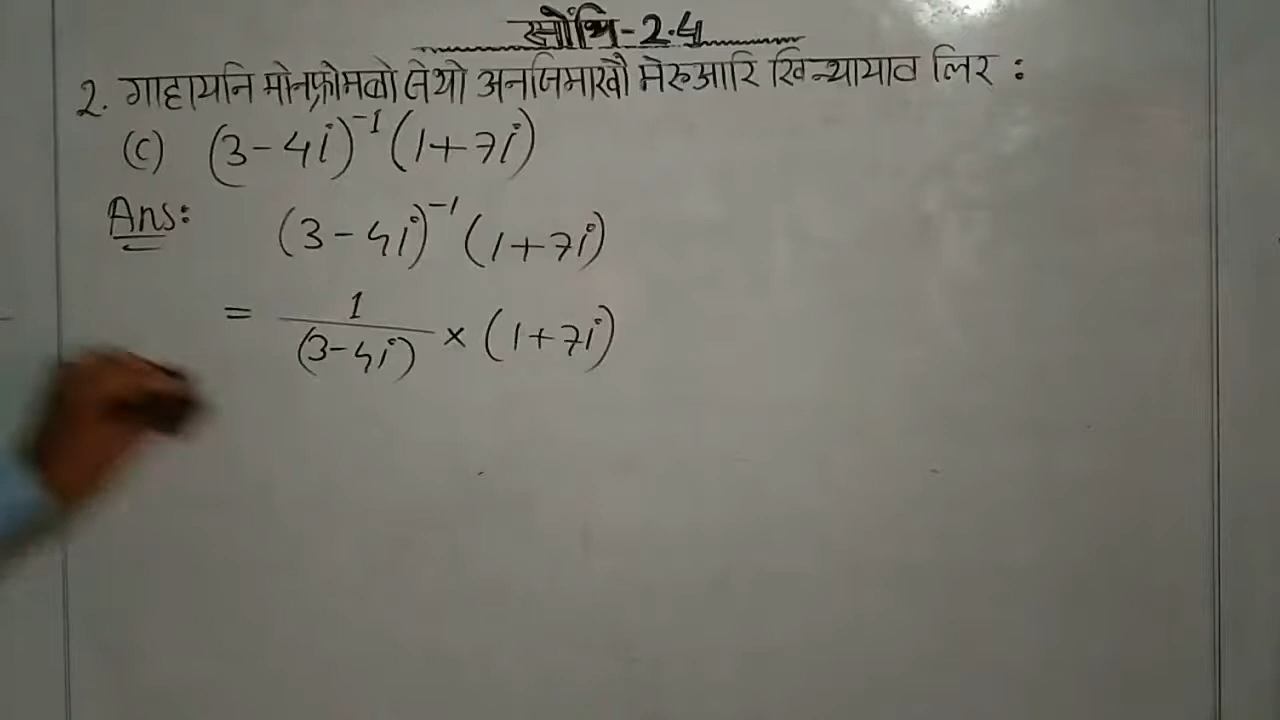 सोंथि-2.4
2. गाहायनि मोनफ्रोमबो लेथो अनजिमाखौ मेरुआरि खिन्थायाव लिर :
(c) (3-4i)⁻¹(1+7i)
Ans: (3-4i)⁻¹(1+7i)
= 1/(3-4i) × (1+7i)